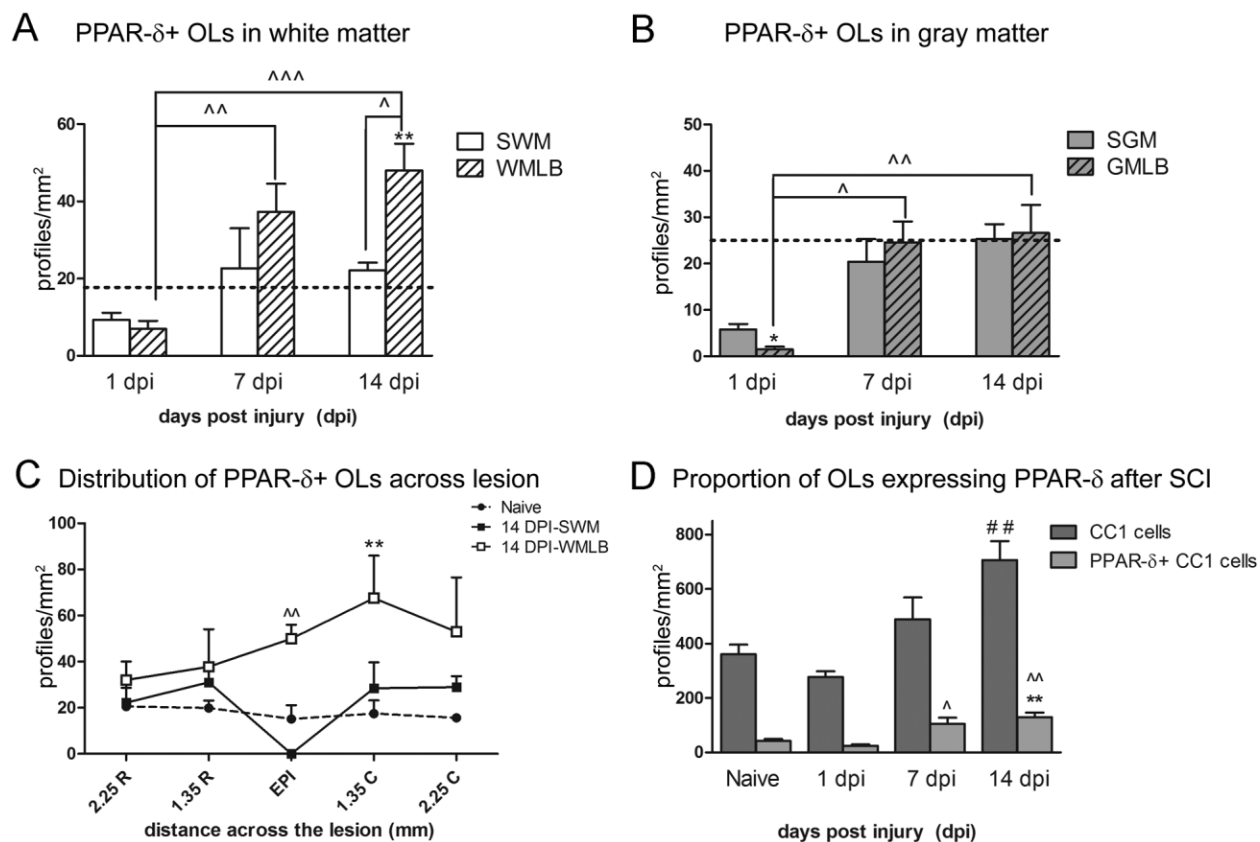 A PPAR-δ+ OLs in white matter
^^^
^^
^
**
60
40
20
0
profiles/mm²
SWM
WMLB
1 dpi 7 dpi 14 dpi
days post injury (dpi)
B PPAR-δ+ OLs in gray matter
^^
^
*
50
40
30
20
10
0
profiles/mm²
SGM
GMLB
1 dpi 7 dpi 14 dpi
days post injury (dpi)
C Distribution of PPAR-δ+ OLs across lesion
Naive
14 DPI-SWM
14 DPI-WMLB
100
80
60
40
20
0
profiles/mm²
**
^^
2.25 R 1.35 R EPI 1.35 C 2.25 C
distance across the lesion (mm)
D Proportion of OLs expressing PPAR-δ after SCI
CC1 cells
PPAR-δ+ CC1 cells
800
600
400
200
0
profiles/mm²
# #
^
^^
**
Naive 1 dpi 7 dpi 14 dpi
days post injury (dpi)